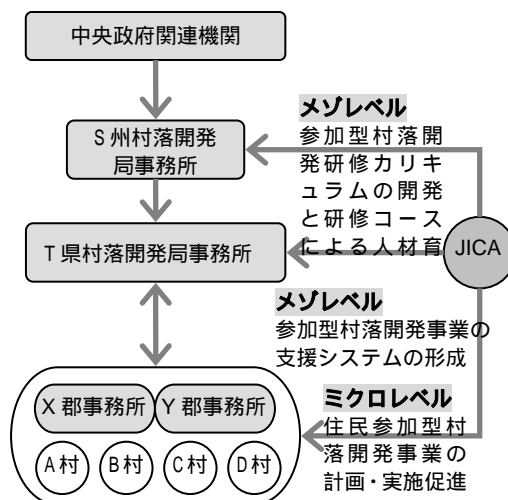 中央政府関連機関
S州村落開発
局事務所
メゾレベル
参加型村落開
発研修カリキ
ュラムの開発
と研修コース
による人材育
T県村落開発局事務所
JICA
メゾレベル
参加型村落開発事業の
支援システムの形成
X郡事務所
Y郡事務所
A村
B村
C村
D村
ミクロレベル
住民参加型村
落開発事業の
計画・実施促進